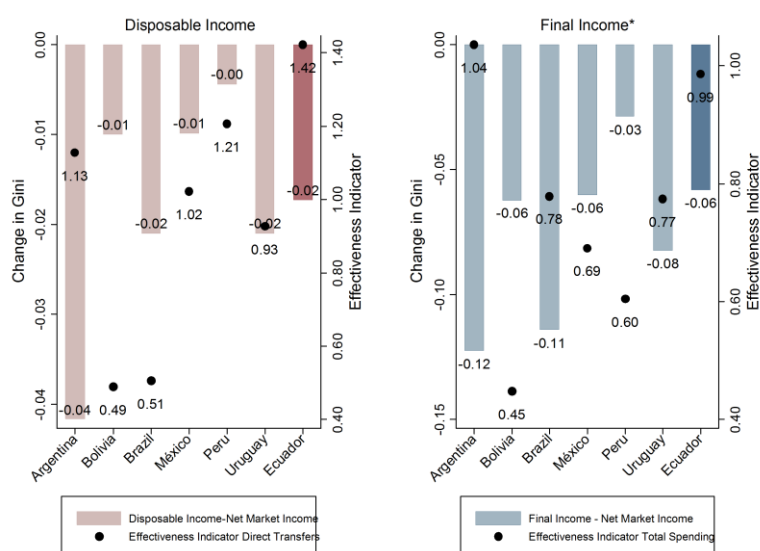 Disposable Income
0.00
-0.01
-0.02
-0.03
-0.04
Change in Gini
1.40
1.20
1.00
0.80
0.60
0.40
Effectiveness Indicator
-0.04
-0.01
-0.02
-0.01
-0.00
-0.02
-0.02
1.13
0.49
0.51
1.02
1.21
0.93
1.42
Argentina
Bolivia
Brazil
México
Peru
Uruguay
Ecuador
Disposable Income-Net Market Income
Effectiveness Indicator Direct Transfers
Final Income*
0.00
-0.05
-0.10
-0.15
Change in Gini
1.00
0.80
0.60
0.40
Effectiveness Indicator
-0.12
-0.06
-0.11
-0.06
-0.03
-0.08
-0.06
1.04
0.45
0.78
0.69
0.60
0.77
0.99
Argentina
Bolivia
Brazil
México
Peru
Uruguay
Ecuador
Final Income - Net Market Income
Effectiveness Indicator Total Spending